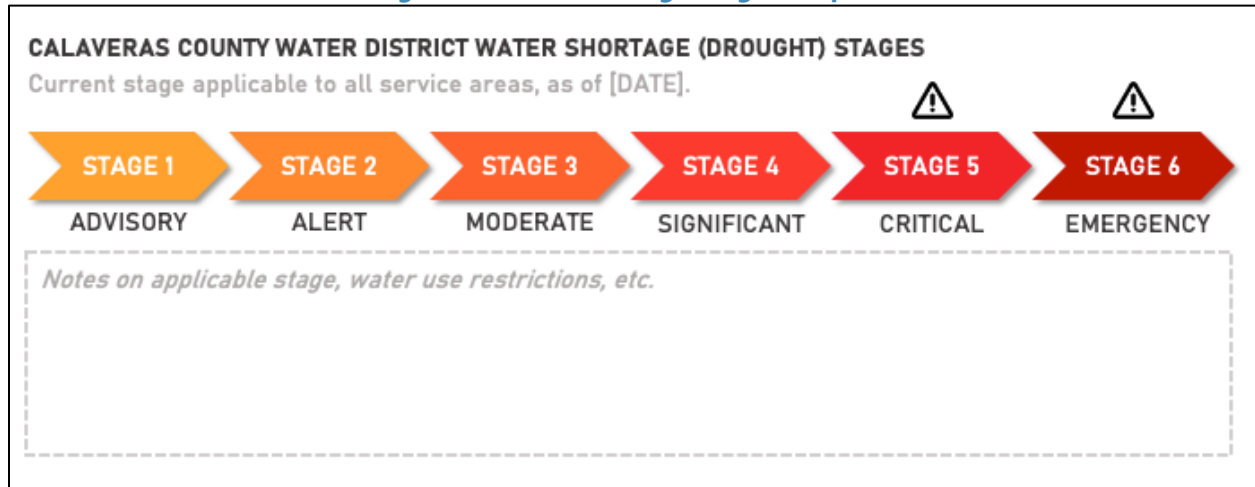 CALAVERAS COUNTY WATER DISTRICT WATER SHORTAGE (DROUGHT) STAGES
Current stage applicable to all service areas, as of [DATE].
STAGE 1 STAGE 2 STAGE 3 STAGE 4 STAGE 5 STAGE 6
ADVISORY ALERT MODERATE SIGNIFICANT CRITICAL EMERGENCY
Notes on applicable stage, water use restrictions, etc.